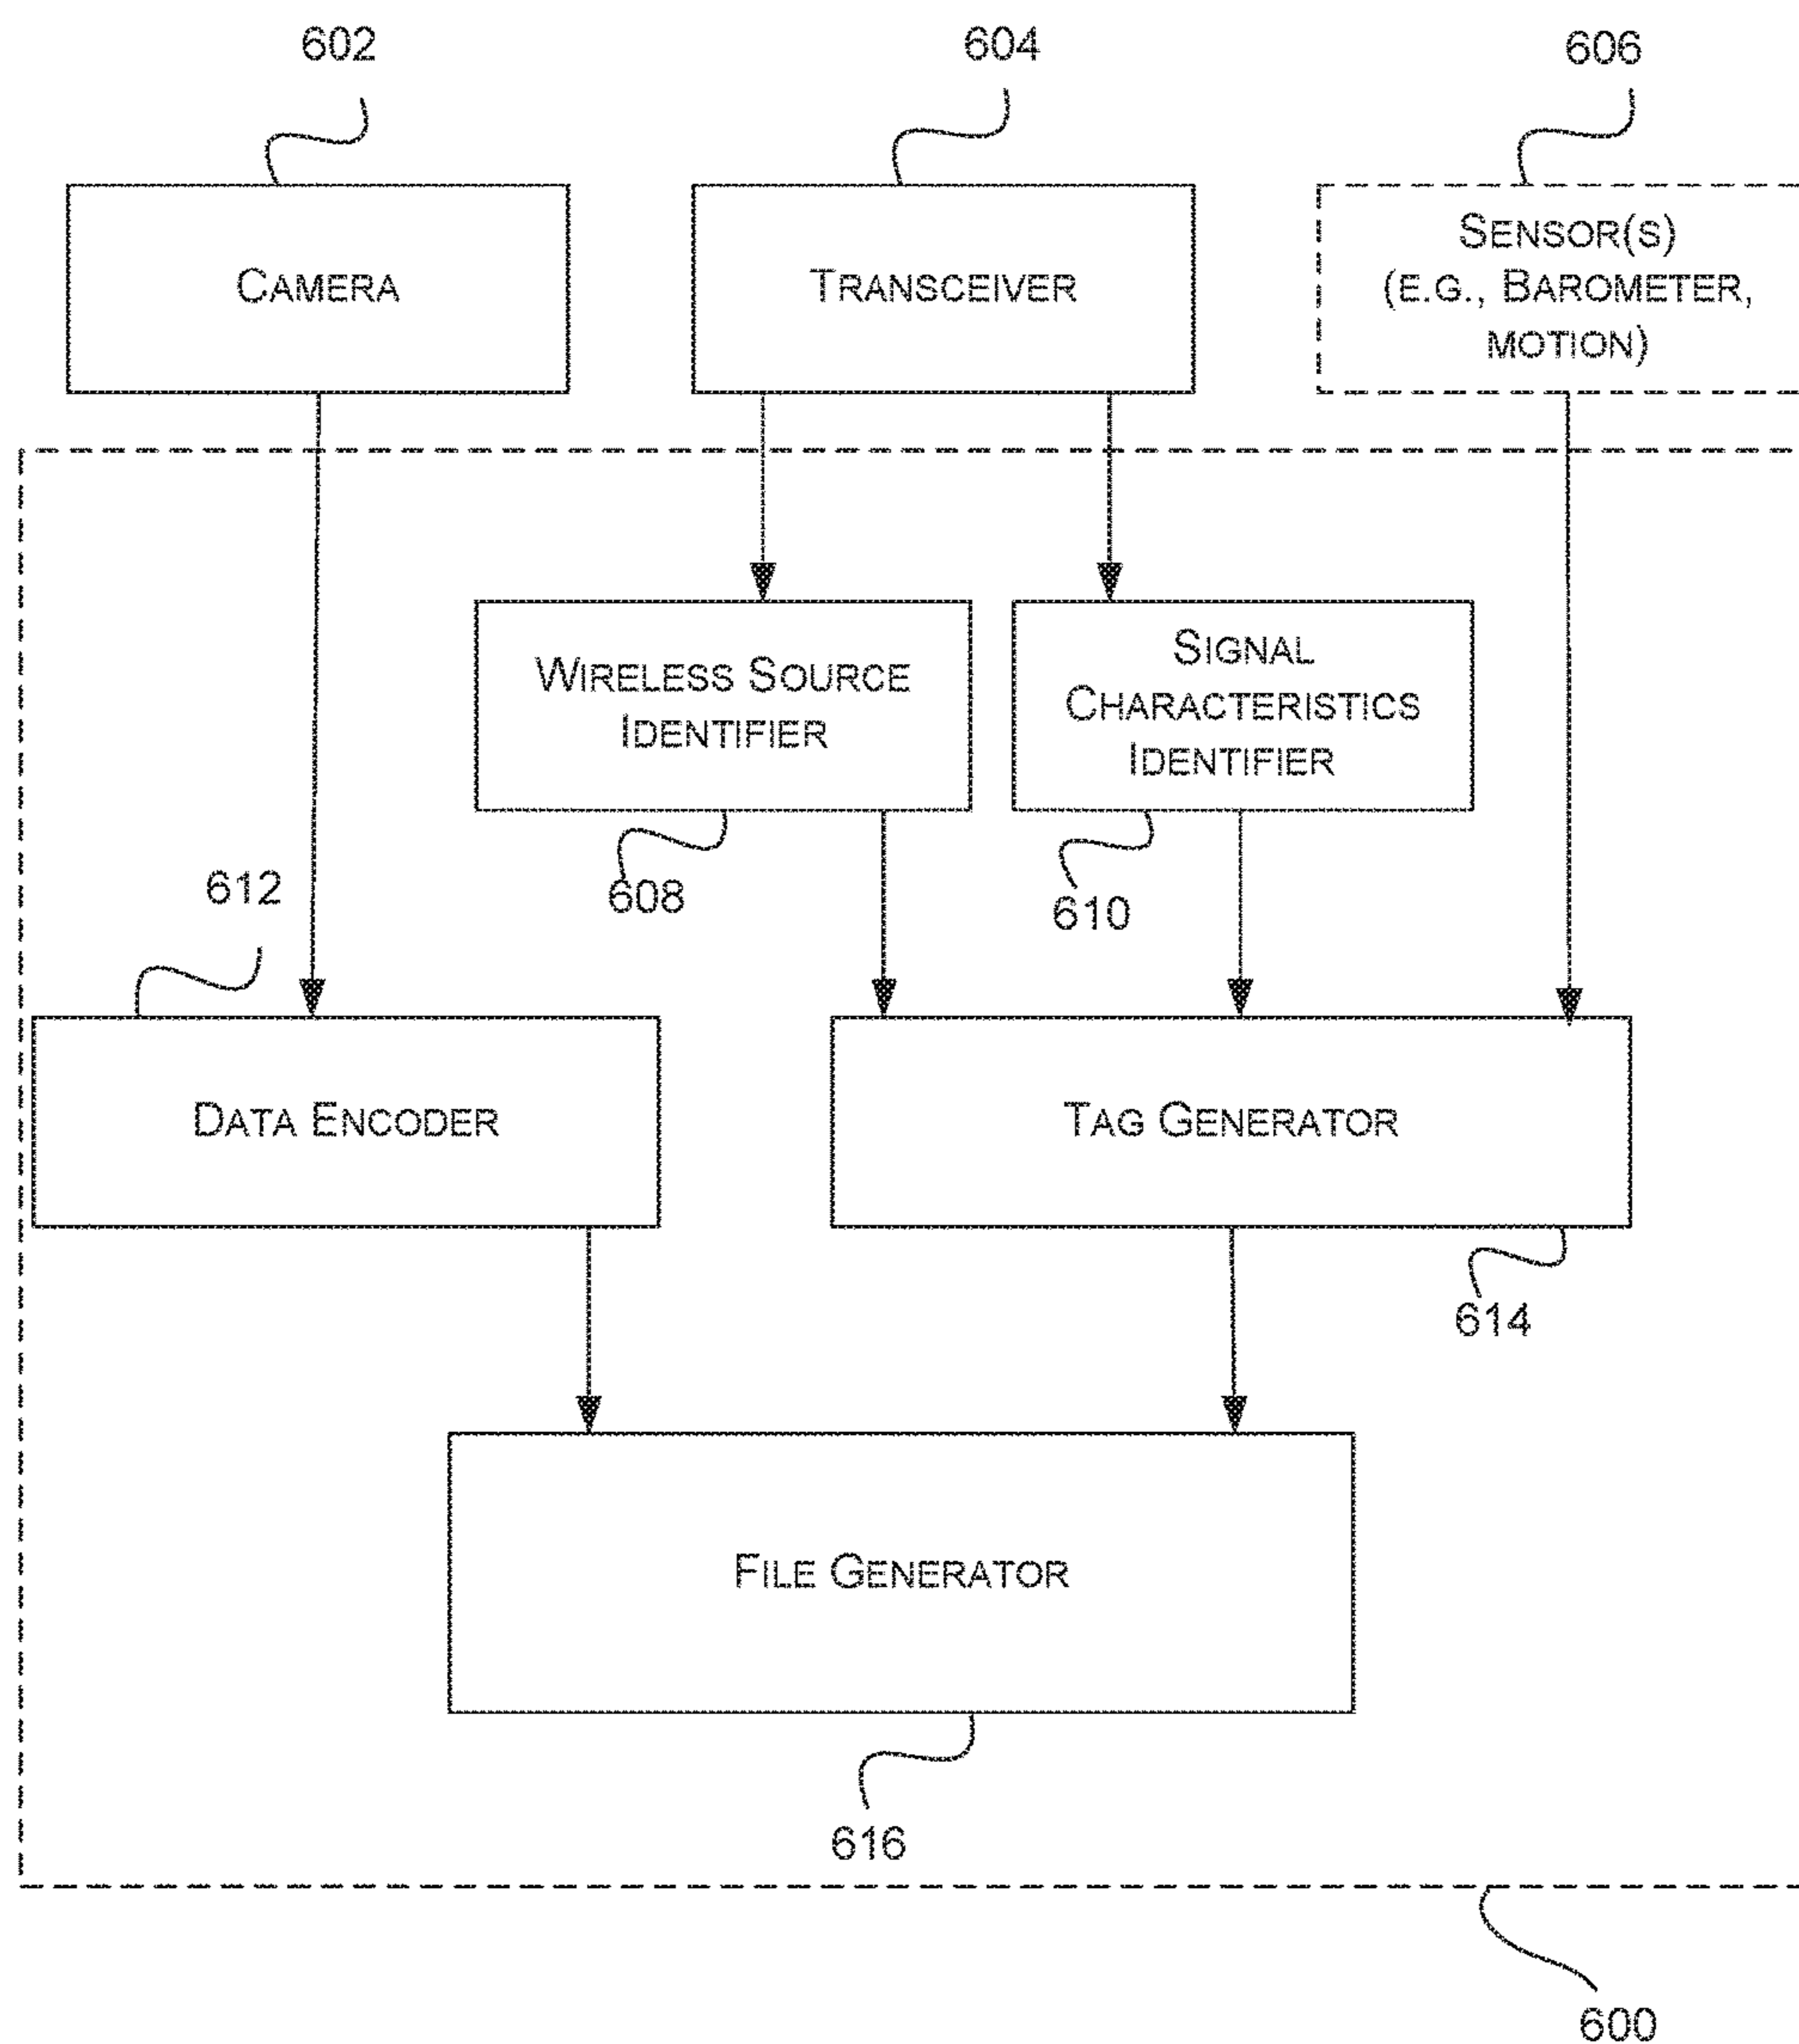 602
604
606
CAMERA
TRANSCEIVER
SENSOR(S)
(E.G., BAROMETER,
MOTION)
WIRELESS SOURCE
IDENTIFIER
SIGNAL
CHARACTERISTICS
IDENTIFIER
612
608
610
DATA ENCODER
TAG GENERATOR
614
FILE GENERATOR
616
600